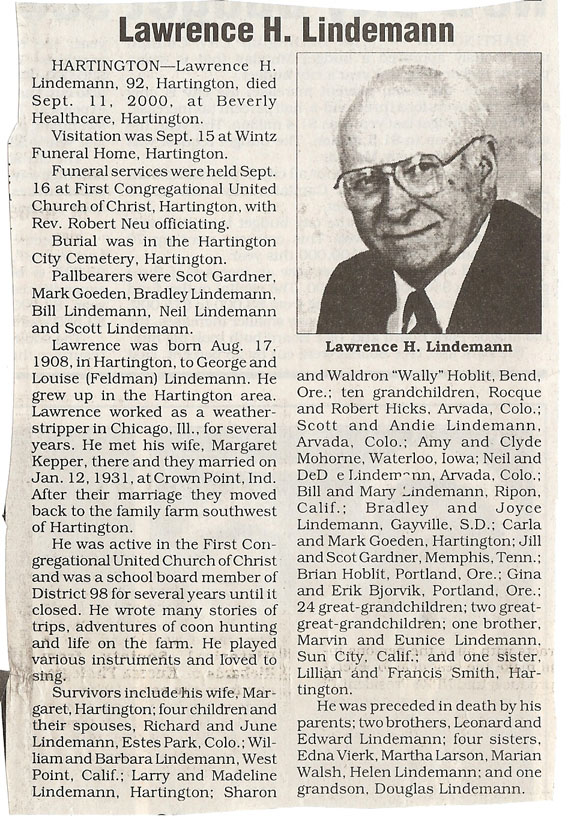 Lawrence H. Lindemann
HARTINGTON—Lawrence H.
Lindemann, 92, Hartington, died
Sept. 11, 2000, at Beverly
Healthcare, Hartington.
Visitation was Sept. 15 at Wintz
Funeral Home, Hartington.
Funeral services were held Sept.
16 at First Congregational United
Church of Christ, Hartington, with
Rev. Robert Neu officiating.
Burial was in the Hartington
City Cemetery, Hartington.
Pallbearers were Scot Gardner,
Mark Goeden, Bradley Lindemann,
Bill Lindemann, Neil Lindemann
and Scott Lindemann.
Lawrence was born Aug. 17,
1908, in Hartington, to George and
Louise (Feldman) Lindemann. He
grew up in the Hartington area.
Lawrence worked as a weather-
stripper in Chicago, Ill., for several
years. He met his wife, Margaret
Kepper, there and they married on
Jan. 12, 1931, at Crown Point, Ind.
After their marriage they moved
back to the family farm southwest
of Hartington.
He was active in the First Con-
gregational United Church of Christ
and was a school board member of
District 98 for several years until it
closed. He wrote many stories of
trips, adventures of coon hunting
and life on the farm. He played
various instruments and loved to
sing.
Survivors include his wife, Mar-
garet, Hartington; four children and
their spouses, Richard and June
Lindemann, Estes Park, Colo.; Wil-
liam and Barbara Lindemann, West
Point, Calif.; Larry and Madeline
Lindemann, Hartington; Sharon
Lawrence H. Lindemann
and Waldron "Wally" Hoblit, Bend,
Ore.; ten grandchildren, Rocque
and Robert Hicks, Arvada, Colo.;
Scott and Andie Lindemann,
Arvada, Colo.; Amy and Clyde
Mohorne, Waterloo, Iowa; Neil and
Lindemann, Arvada, Colo.;
Bill and Mary Lindemann, Ripon,
Calif.; Bradley and Joyce
Lindemann, Gayville, S.D.; Carla
and Mark Goeden, Hartington; Jill
and Scot Gardner, Memphis, Tenn.;
Brian Hoblit, Portland, Ore.; Gina
and Erik Bjorvik, Portland, Ore.;
24 great-grandchildren; two great-
great-grandchildren; one brother,
Marvin and Eunice Lindemann,
Sun City, Calif.; and one sister,
Lillian and Francis Smith, Har-
tington.
He was preceded in death by his
parents; two brothers, Leonard and
Edward Lindemann; four sisters,
Edna Vierk, Martha Larson, Marian
Walsh, Helen Lindemann; and one
grandson, Douglas Lindemann.